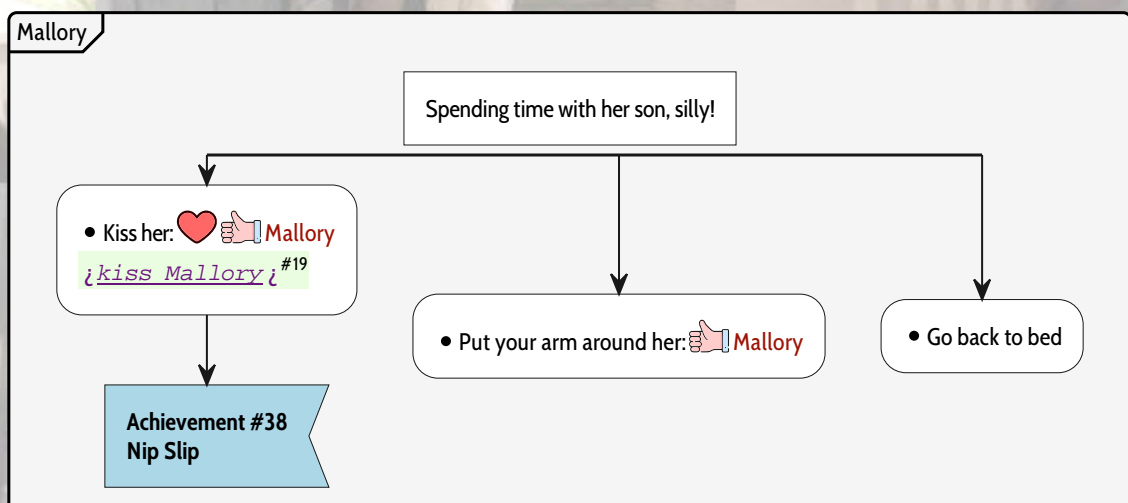 Mallory
Spending time with her son, silly!
• Kiss her: Mallory
¿kiss Mallory¿#19
• Put your arm around her: Mallory
• Go back to bed
Achievement #38
Nip Slip